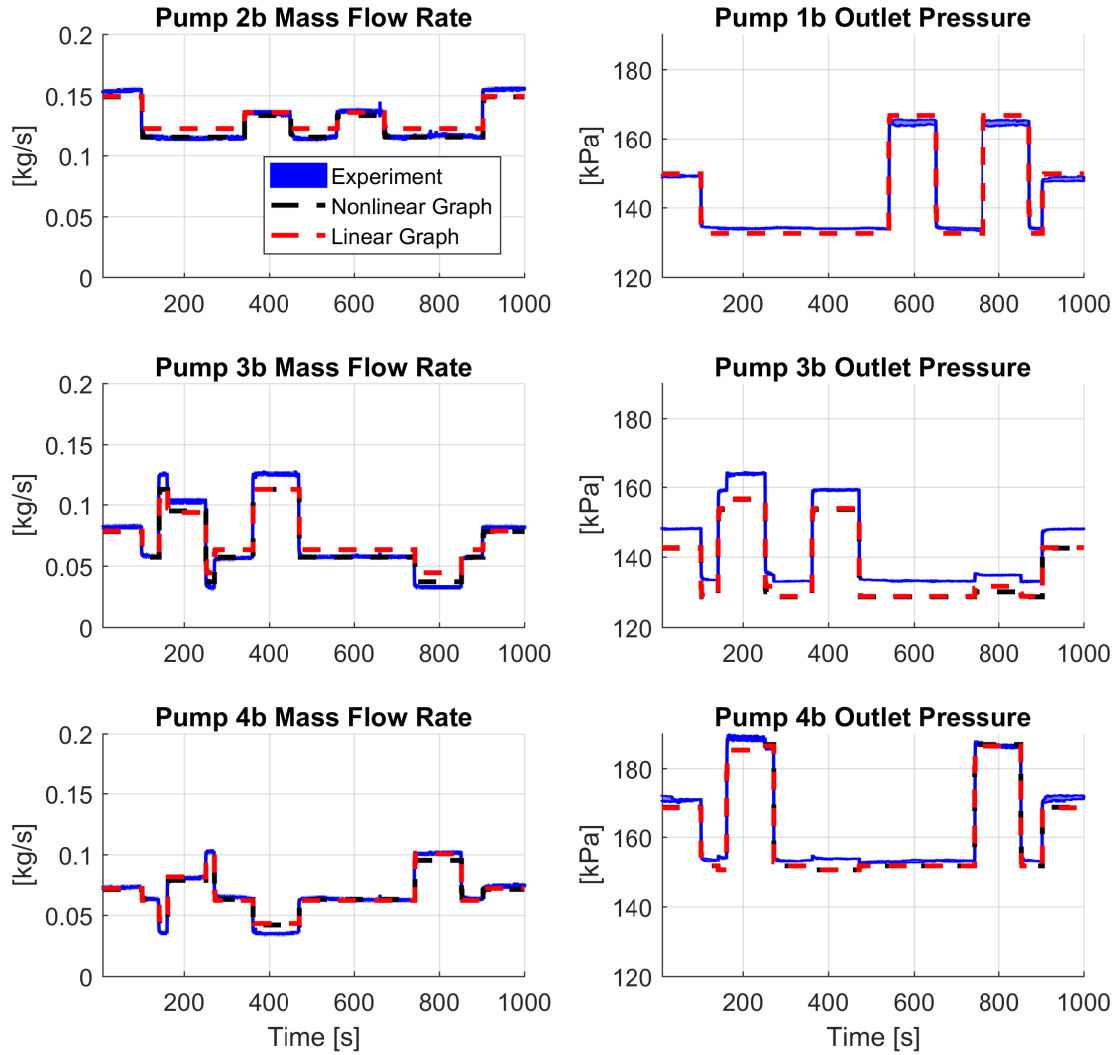 Pump 2b Mass Flow Rate
0.2
0.15
0.1
0.05
0
[kg/s]
200 400 600 800 1000
Experiment
Nonlinear Graph
Linear Graph
Pump 1b Outlet Pressure
180
160
140
120
[kPa]
200 400 600 800 1000
Pump 3b Mass Flow Rate
0.2
0.15
0.1
0.05
0
[kg/s]
200 400 600 800 1000
Pump 3b Outlet Pressure
180
160
140
120
[kPa]
200 400 600 800 1000
Pump 4b Mass Flow Rate
0.2
0.15
0.1
0.05
0
[kg/s]
200 400 600 800 1000
Time [s]
Pump 4b Outlet Pressure
180
160
140
120
[kPa]
200 400 600 800 1000
Time [s]